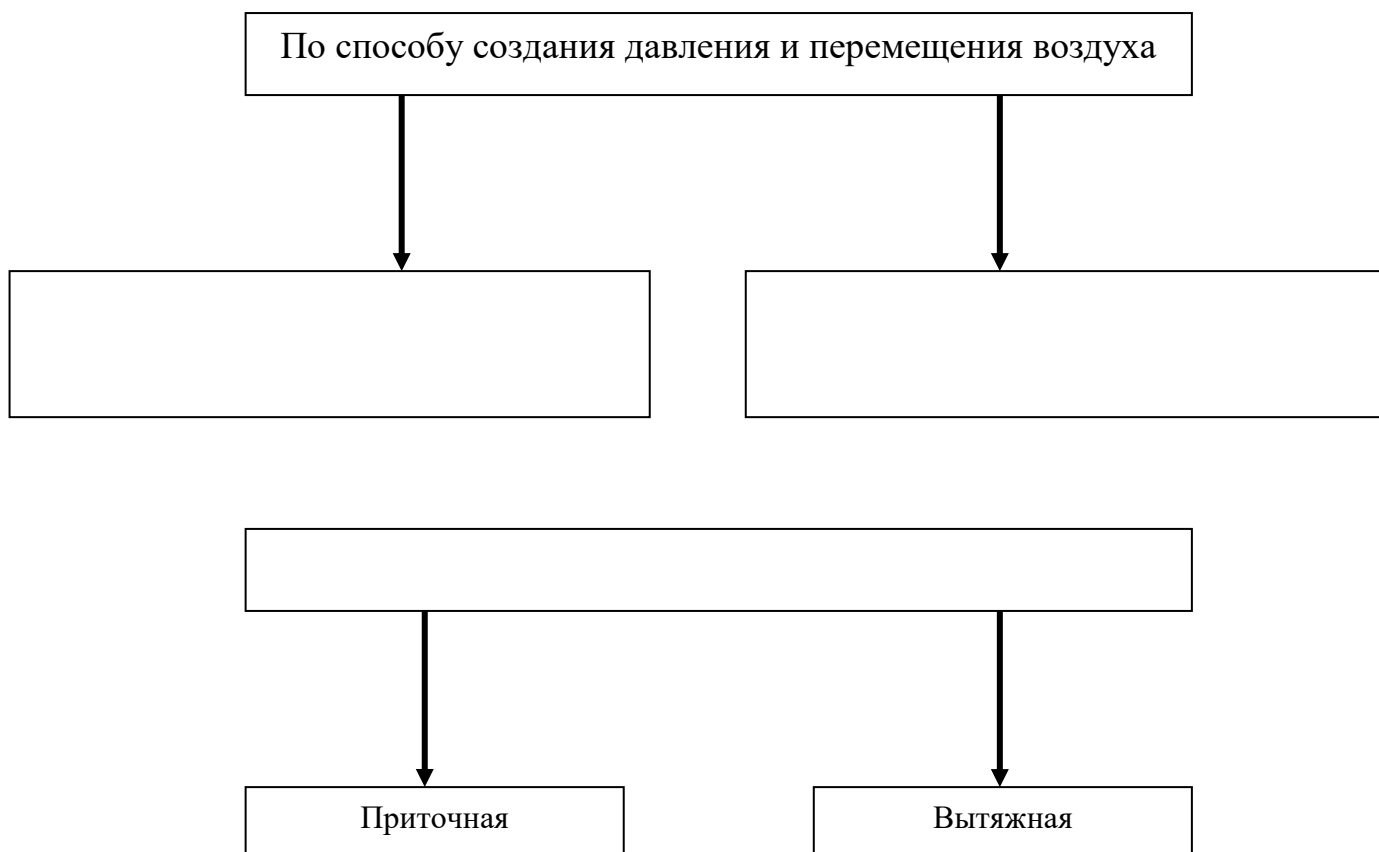 По способу создания давления и перемещения воздуха
Приточная
Вытяжная